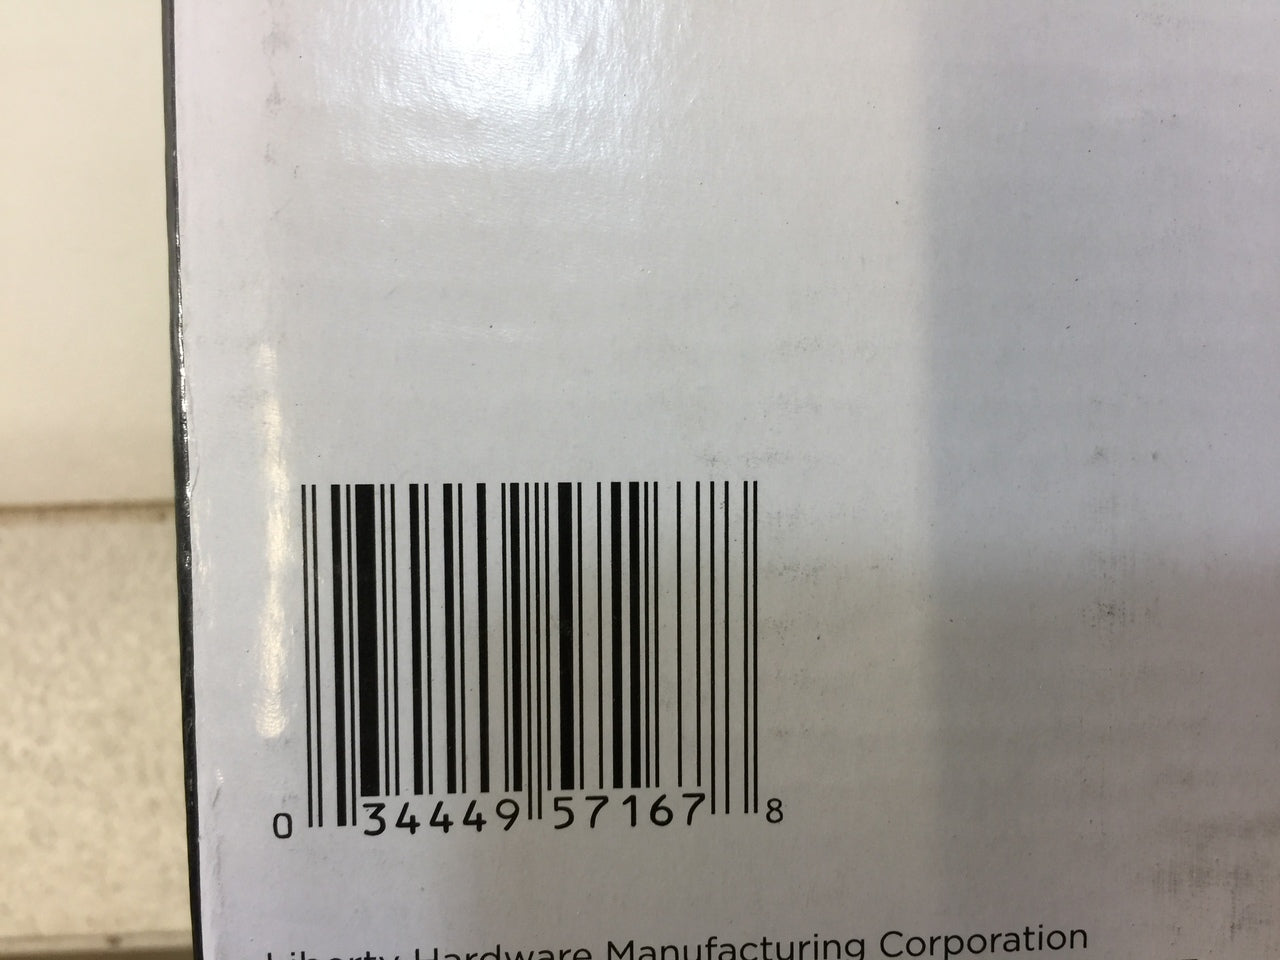 0 34449 57167 8
Liberty Hardware Manufacturing Corporation